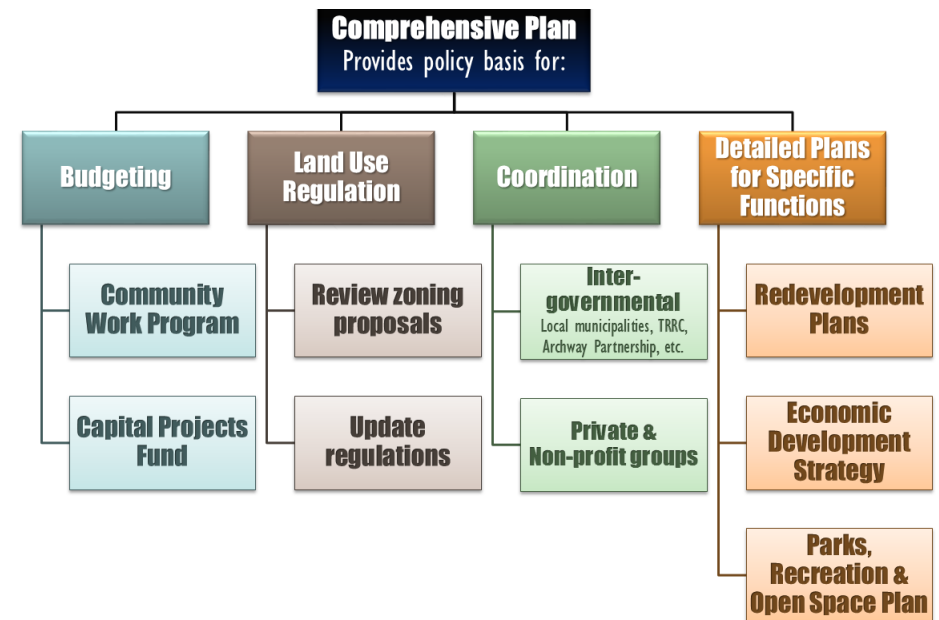 Comprehensive Plan
Provides policy basis for:
Budgeting
Community
Work Program
Capital Projects
Fund
Land Use
Regulation
Review zoning
proposals
Update
regulations
Coordination
Inter-
governmental
Local municipalities, TRRC,
Archway Partnership, etc.
Private &
Non-profit groups
Detailed Plans
for Specific
Functions
Redevelopment
Plans
Economic
Development
Strategy
Parks,
Recreation &
Open Space Plan